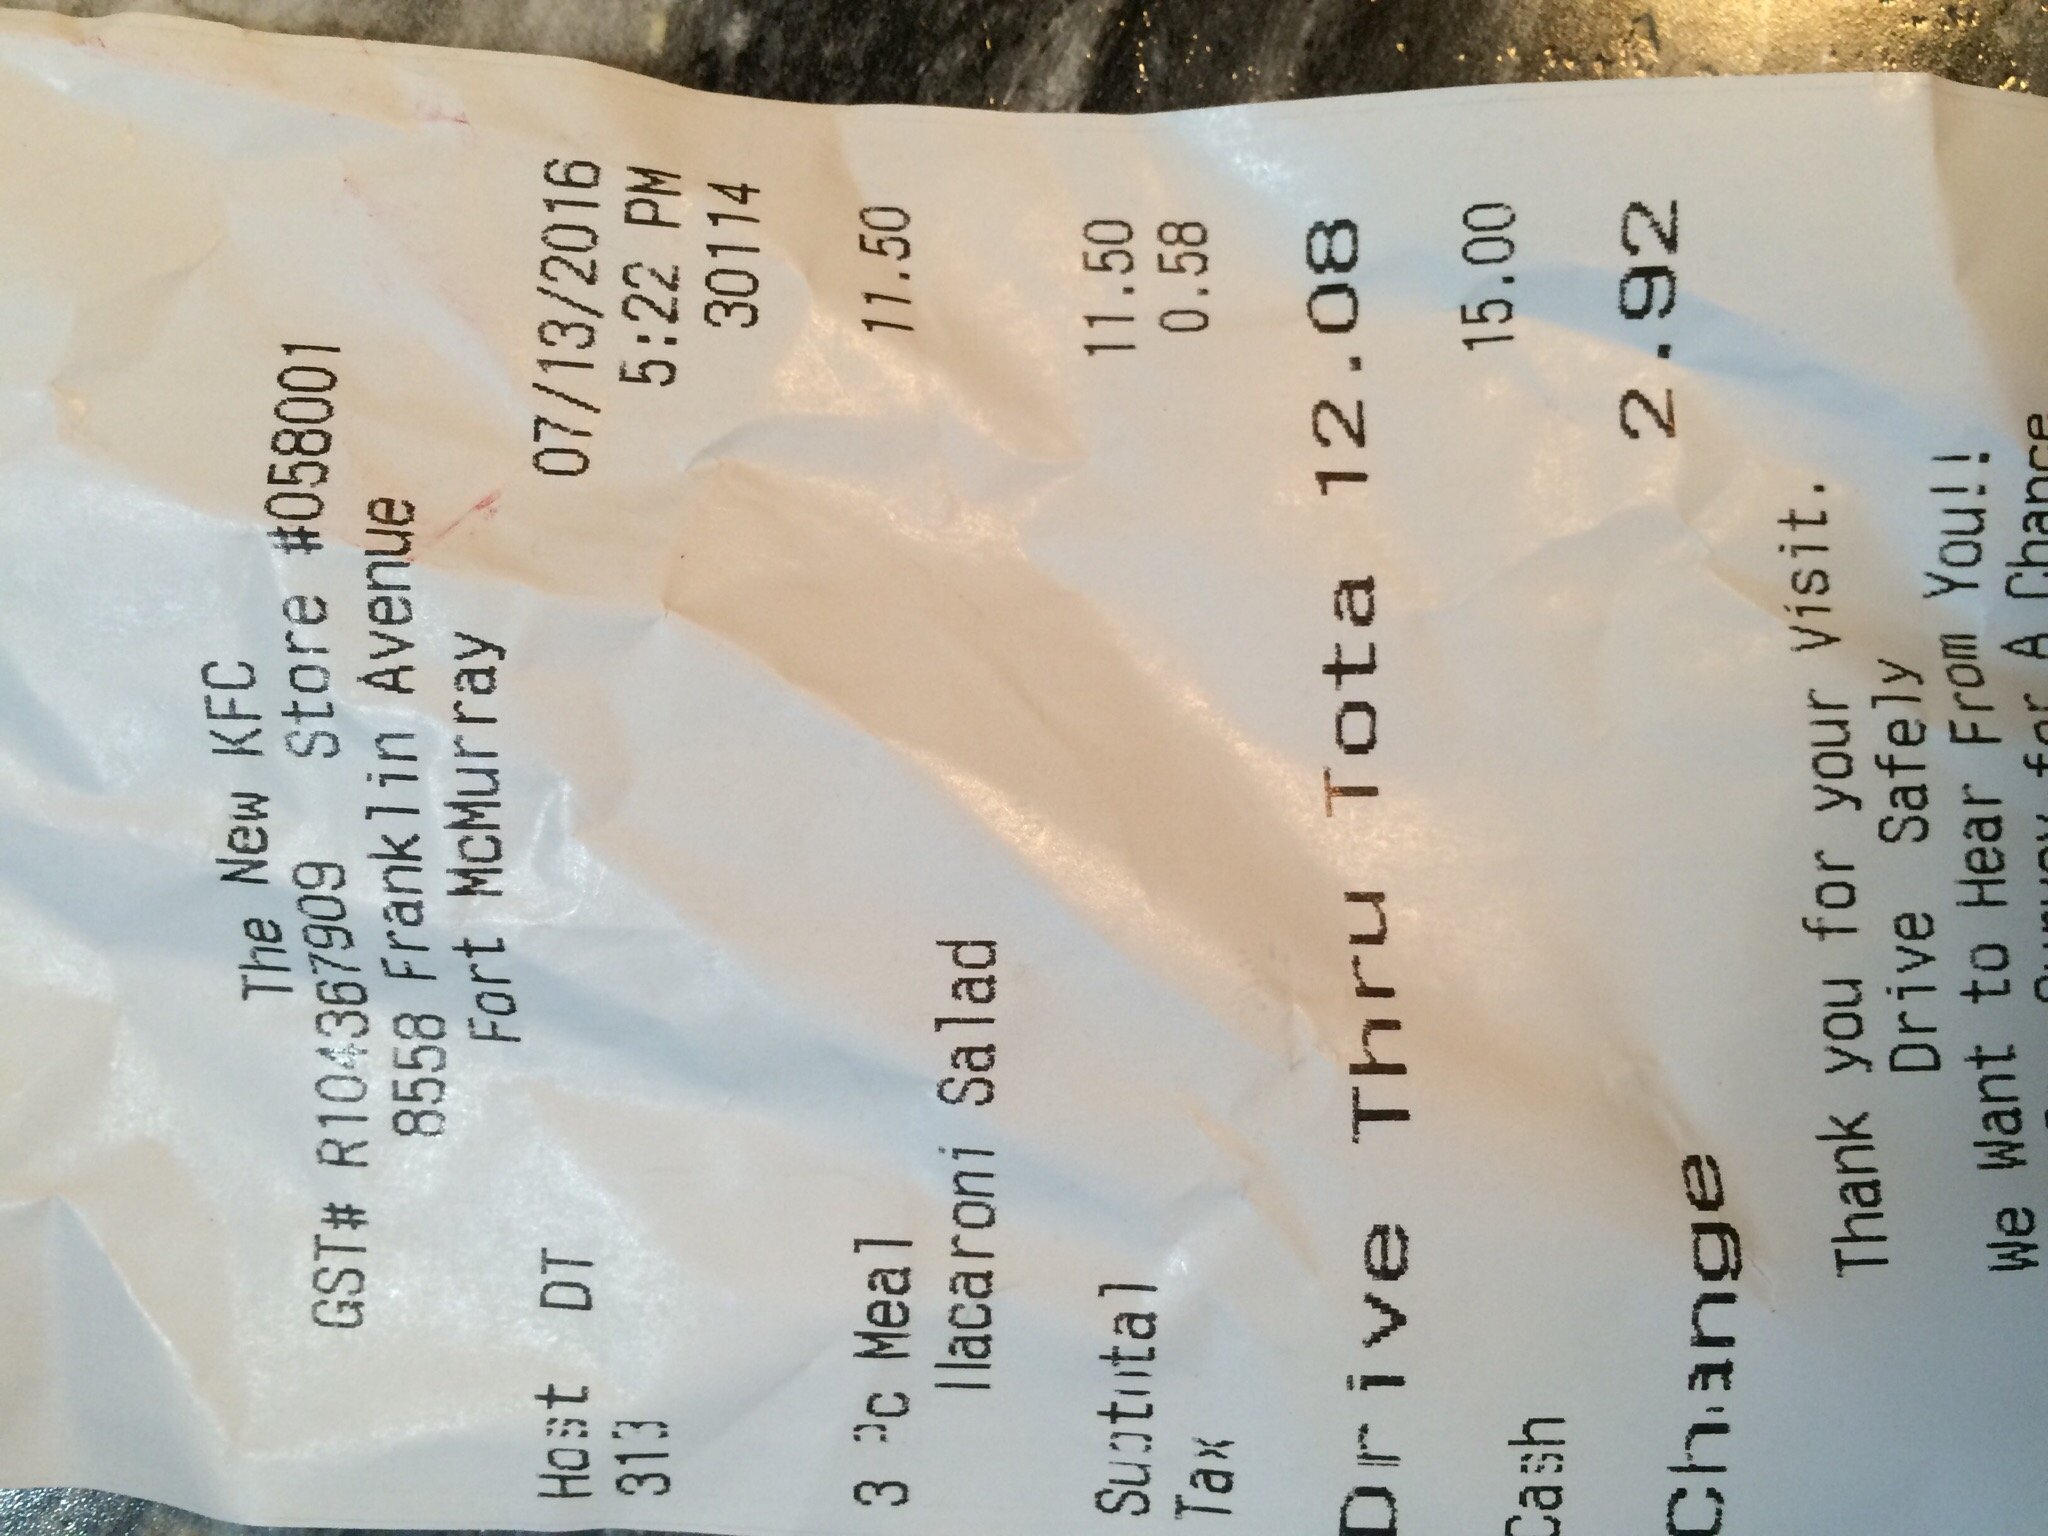 The New KFC
GST# R104367909 Store #058001
8558 Franklin Avenue
Fort McMurray
Host DT 07/13/2016
313 5:22 PM
30114
3 Pc Meal 11.50
Macaroni Salad
Subtotal 11.50
Tax 0.58
Drive Thru Tota 12.08
Cash 15.00
Change 2.92
Thank you for your Visit.
Drive Safely
We Want to Hear From You!!
Survey for A Chance